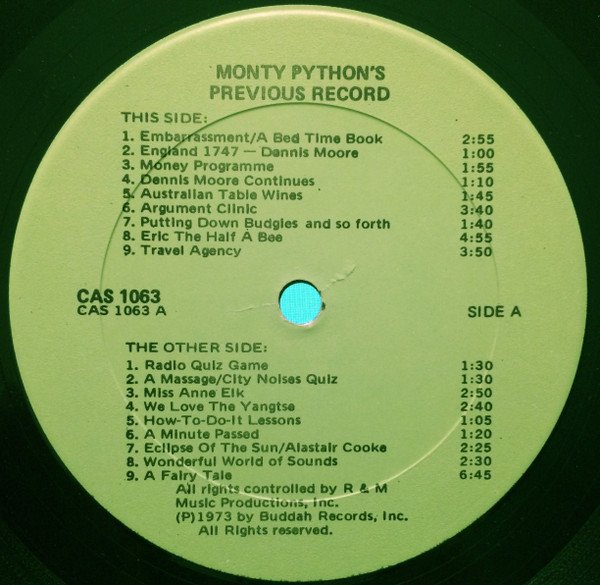 MONTY PYTHON'S
PREVIOUS RECORD
THIS SIDE:
1. Embarrassment/A Bed Time Book 2:55
2. England 1747 — Dennis Moore 1:00
3. Money Programme 1:55
4. Dennis Moore Continues 1:10
5. Australian Table Wines 1:45
6. Argument Clinic 3:40
7. Putting Down Budgies and so forth 1:40
8. Eric The Half A Bee 4:55
9. Travel Agency 3:50
CAS 1063
CAS 1063 A SIDE A
THE OTHER SIDE:
1. Radio Quiz Game 1:30
2. A Massage/City Noises Quiz 1:30
3. Miss Anne Elk 2:50
4. We Love The Yangtse 2:40
5. How-To-Do-It Lessons 1:05
6. A Minute Passed 1:20
7. Eclipse Of The Sun/Alastair Cooke 2:25
8. Wonderful World of Sounds 2:30
9. A Fairy Tale 6:45
All rights controlled by R & M
Music Productions, Inc.
(P)1973 by Buddah Records, Inc.
All Rights reserved.